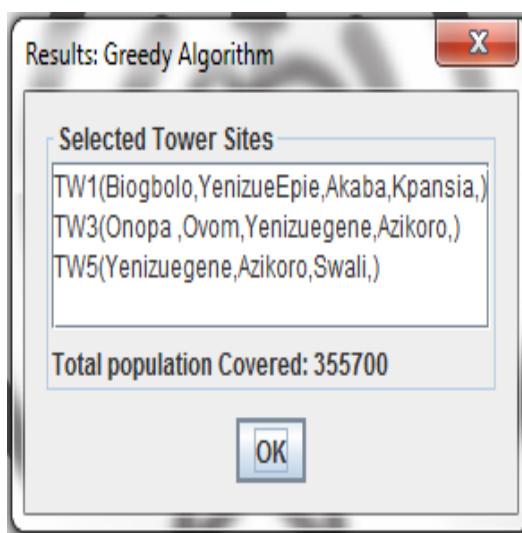 Results: Greedy Algorithm
X
Selected Tower Sites
TW1(Biogbolo,YenizueEpie,Akaba,Kpansia,)
TW3(Onopa ,Ovom,Yenizuegene,Azikoro,)
TW5(Yenizuegene,Azikoro,Swali,)
Total population Covered: 355700
OK